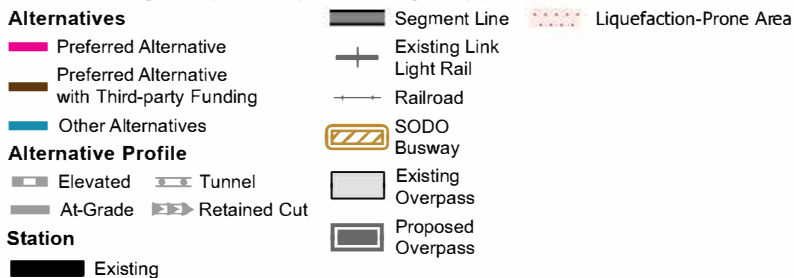 Alternatives
Preferred Alternative
Preferred Alternative
with Third-party Funding
Other Alternatives
Alternative Profile
Elevated
Tunnel
At-Grade
Retained Cut
Station
Existing
Segment Line
Existing Link
Light Rail
Railroad
SODO
Busway
Existing
Overpass
Proposed
Overpass
Liquefaction-Prone Area